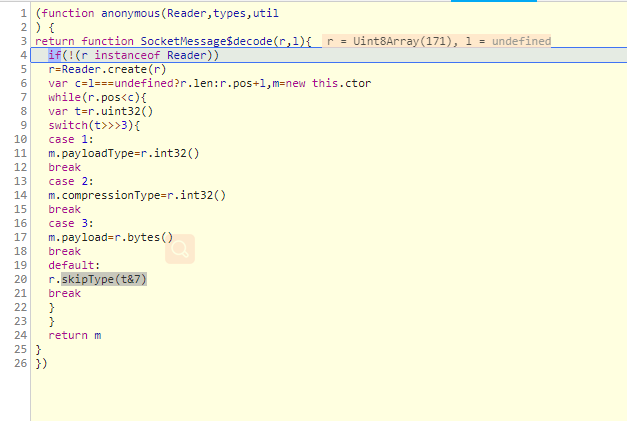 1 (function anonymous(Reader,types,util
2 ) {
3 return function SocketMessage$decode(r,l){ r = Uint8Array(171), l = undefined
4 if(!(r instanceof Reader))
5 r=Reader.create(r)
6 var c=l===undefined?r.len:r.pos+l,m=new this.ctor
7 while(r.pos<c){
8 var t=r.uint32()
9 switch(t>>>3){
10 case 1:
11 m.payloadType=r.int32()
12 break
13 case 2:
14 m.compressionType=r.int32()
15 break
16 case 3:
17 m.payload=r.bytes()
18 break
19 default:
20 r.skipType(t&7)
21 break
22 }
23 }
24 return m
25 }
26 })